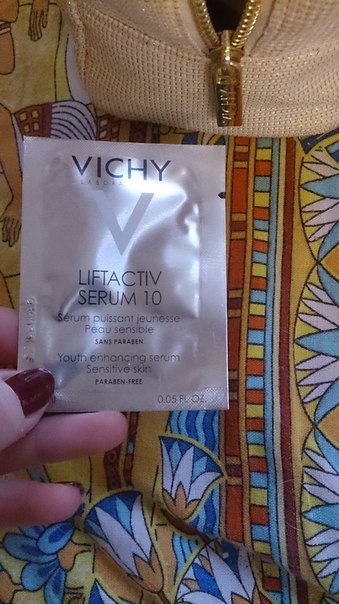 VICHY
LABORATOIRES
V
LIFTACTIV
SERUM 10
Sérum puissant jeunesse
Peau sensible
SANS PARABEN
Youth enhancing serum
Sensitive skin
PARABEN-FREE
0.05 FL.OZ.